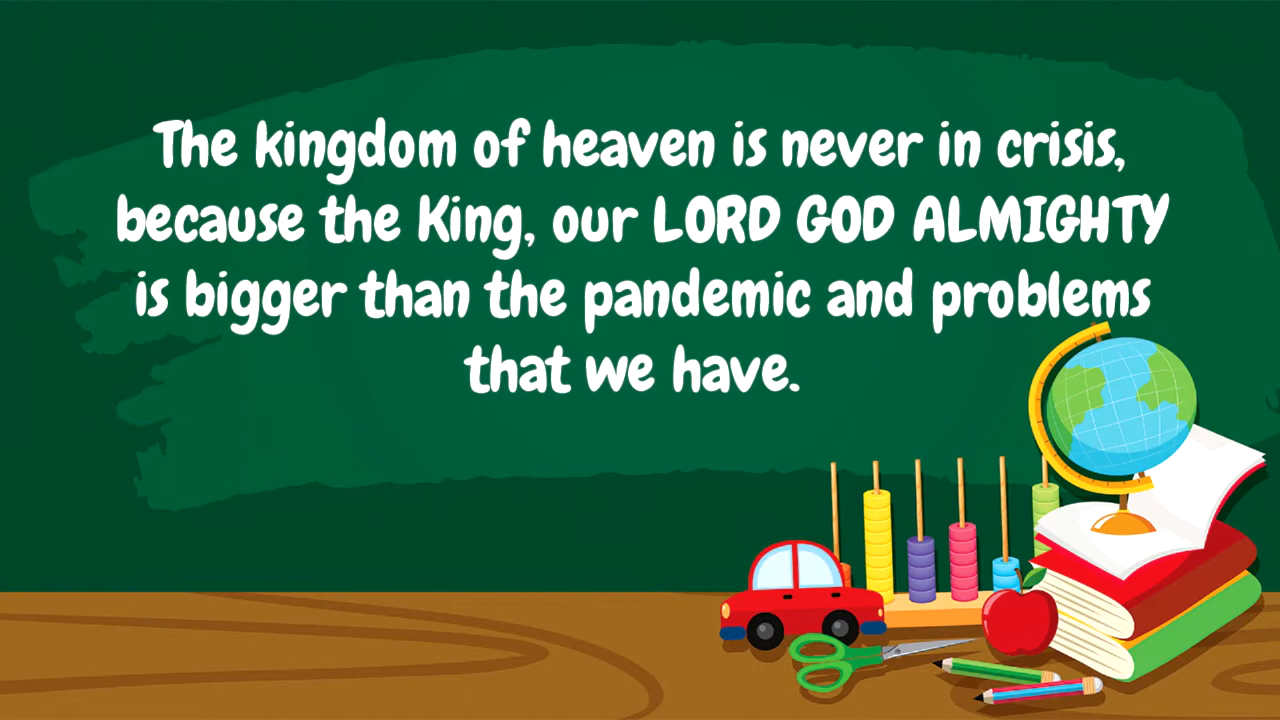 The kingdom of heaven is never in crisis,
because the King, our LORD GOD ALMIGHTY
is bigger than the pandemic and problems
that we have.